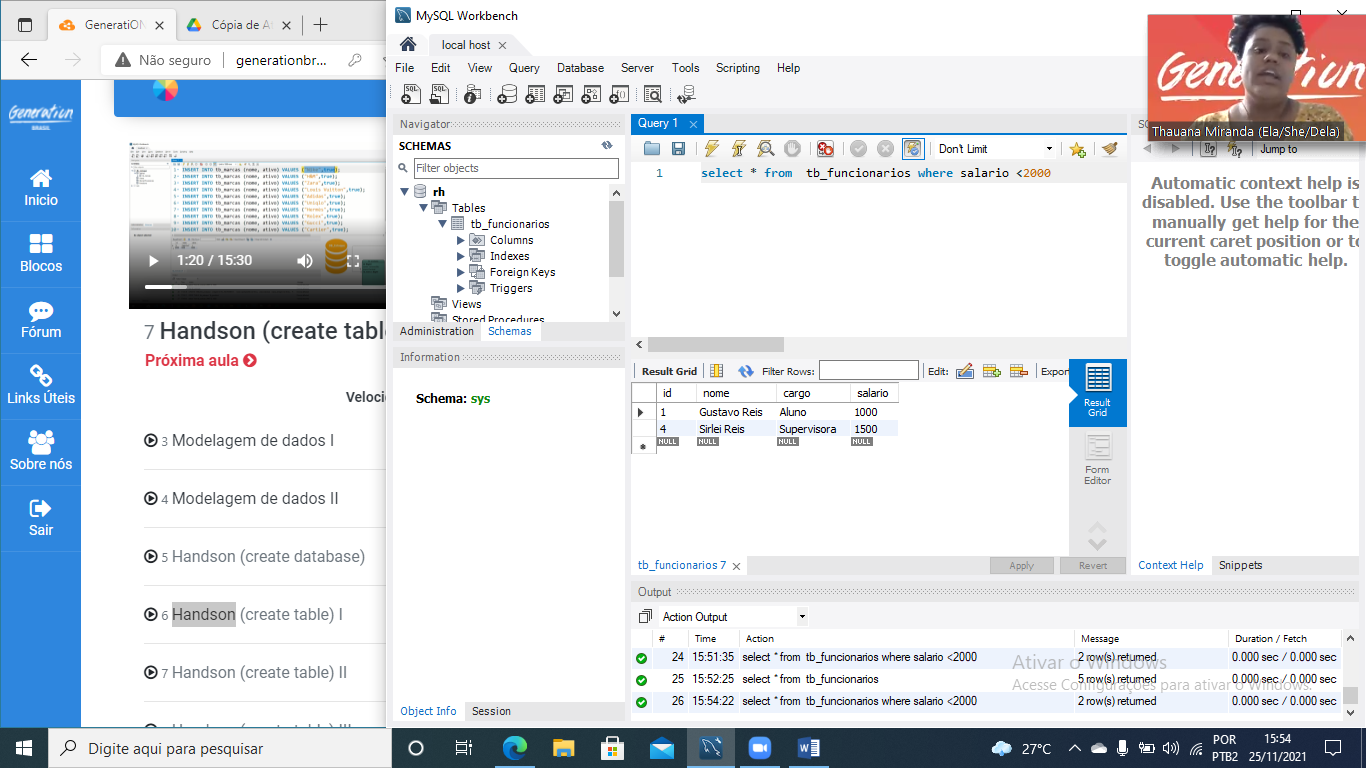 GeneratiON
Cópia de A
Não seguro
generationbr...
Generation
BRASIL
Inicio
Blocos
Fórum
Links Úteis
Sobre nós
Sair
1:20 / 15:30
7 Handson (create tabl
Próxima aula
Veloci
3 Modelagem de dados I
4 Modelagem de dados II
5 Handson (create database)
6 Handson (create table) I
7 Handson (create table) II
MySQL Workbench
local host
File Edit View Query Database Server Tools Scripting Help
Navigator
SCHEMAS
Filter objects
rh
Tables
tb_funcionarios
Columns
Indexes
Foreign Keys
Triggers
Views
Stored Procedures
Administration Schemas
Information
Schema: sys
Object Info Session
Query 1
Don't Limit
1 select * from tb_funcionarios where salario <2000
Result Grid Filter Rows: Edit: Expor
id nome cargo salario
1 Gustavo Reis Aluno 1000
4 Sirlei Reis Supervisora 1500
NULL NULL NULL NULL
Result
Grid
Form
Editor
tb_funcionarios 7
Apply Revert
Generation
Thauana Miranda (Ela/She/Dela)
Jump to
Automatic context help is
disabled. Use the toolbar t
manually get help for the
current caret position or to
toggle automatic help.
Context Help Snippets
Output
Action Output
# Time Action Message Duration / Fetch
24 15:51:35 select * from tb_funcionarios where salario <2000 2 row(s) returned 0.000 sec / 0.000 sec
25 15:52:25 select * from tb_funcionarios 5 row(s) returned 0.000 sec / 0.000 sec
26 15:54:22 select * from tb_funcionarios where salario <2000 2 row(s) returned 0.000 sec / 0.000 sec
Ativar o Windows
Acesse Configurações para ativar o Windows.
Digite aqui para pesquisar
27°C
POR
PTB2
15:54
25/11/2021